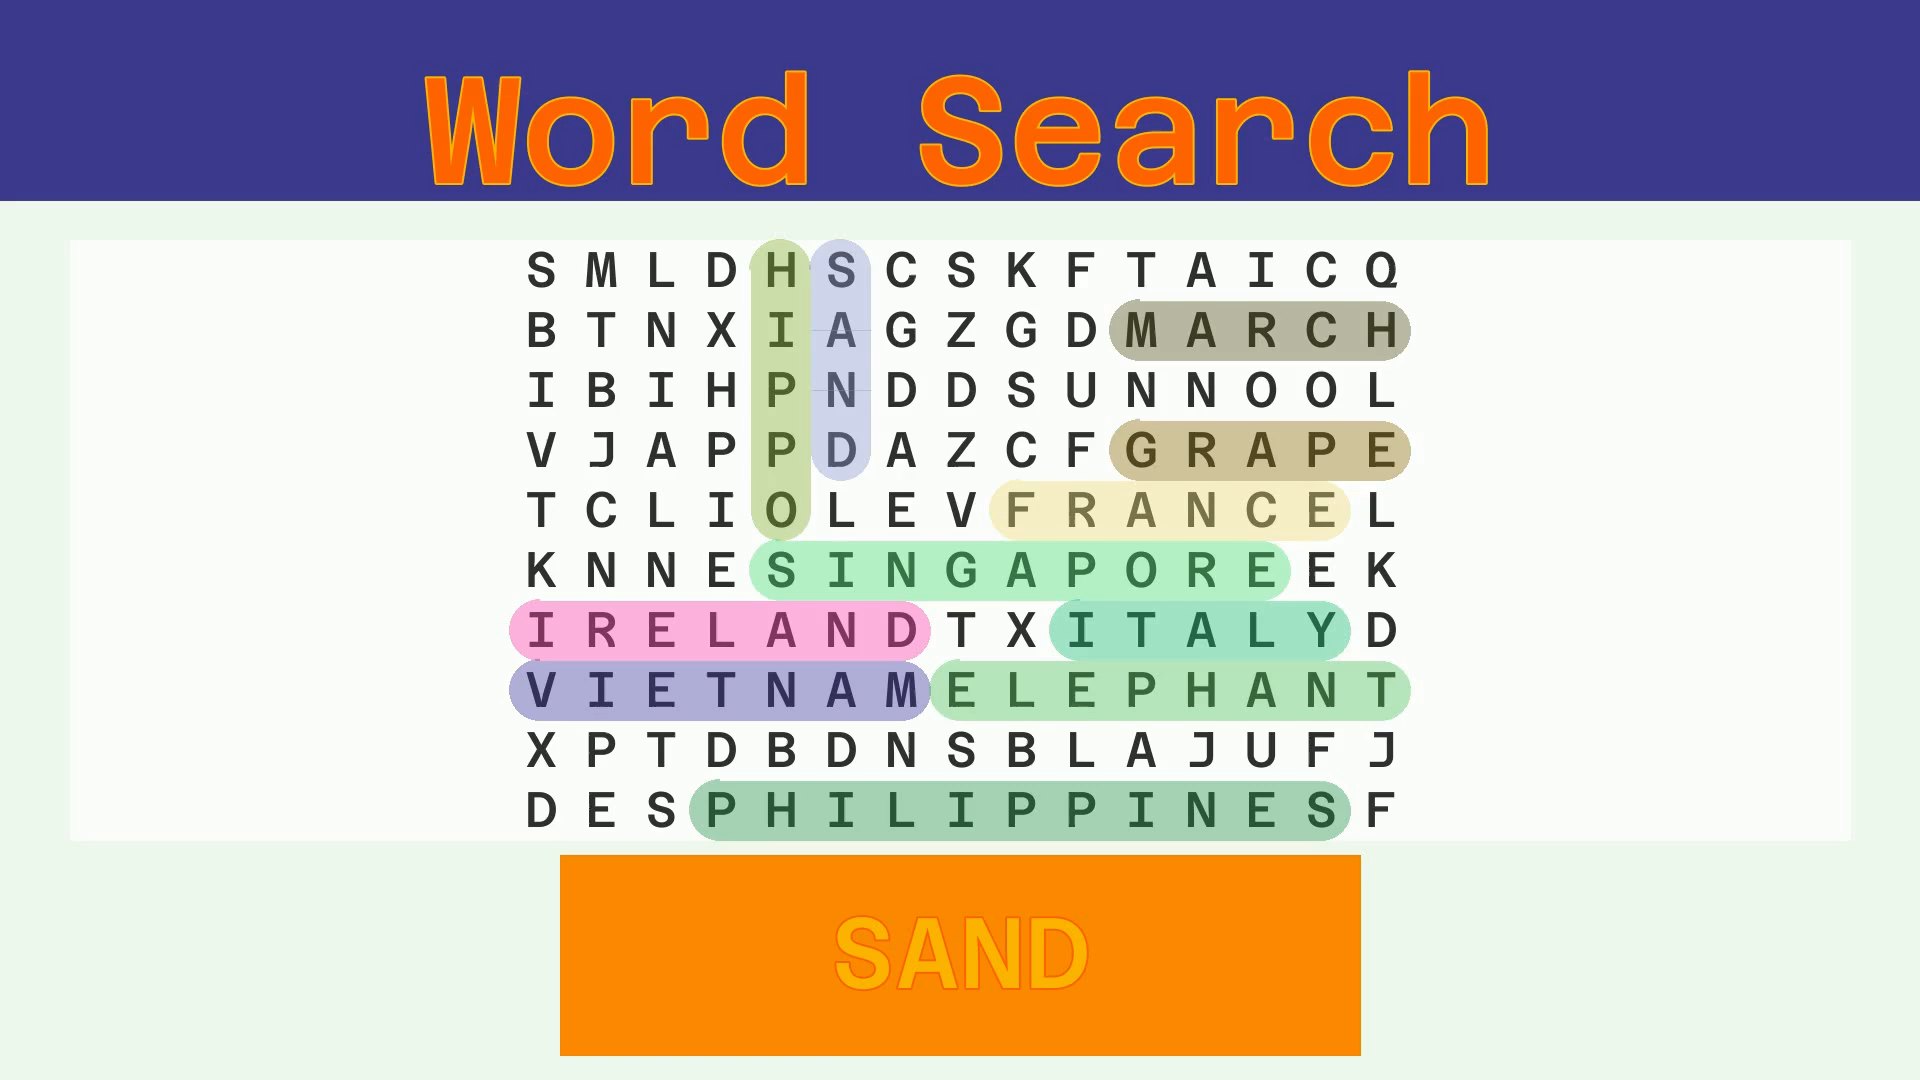 Word Search
S M L D H S C S K F T A I C Q
B T N X I A G Z G D M A R C H
I B I H P N D D S U N N O O L
V J A P P D A Z C F G R A P E
T C L I O L E V F R A N C E L
K N N E S I N G A P O R E E K
I R E L A N D T X I T A L Y D
V I E T N A M E L E P H A N T
X P T D B D N S B L A J U F J
D E S P H I L I P P I N E S F
SAND